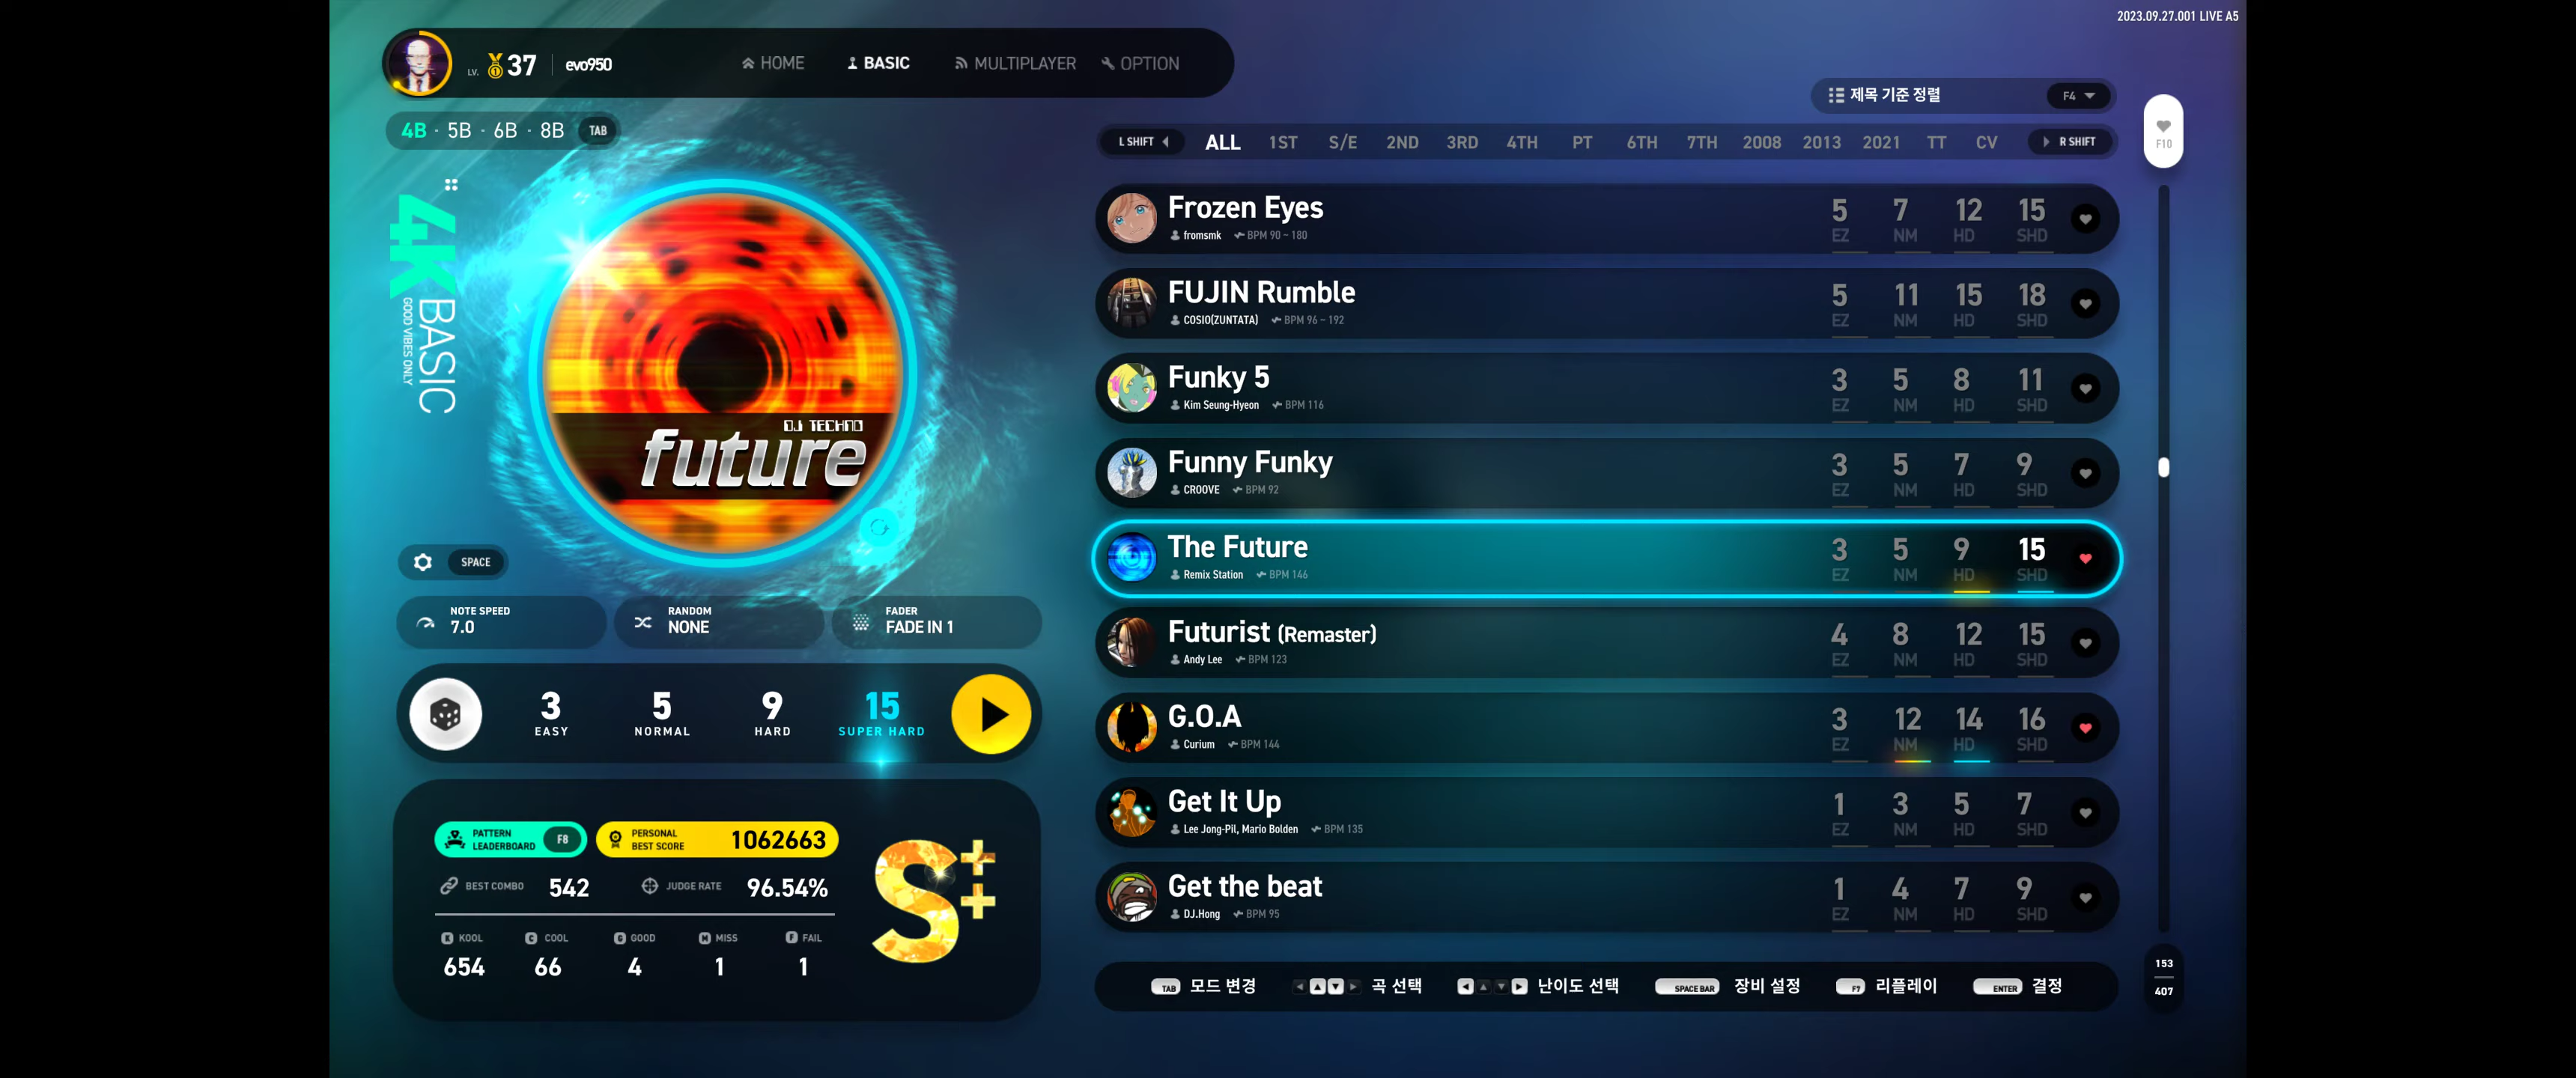 2023.09.27.001 LIVE A5
LV. 37 evo950
HOME BASIC MULTIPLAYER OPTION
4B · 5B · 6B · 8B TAB
제목 기준 정렬 F4
F10
L SHIFT ALL 1ST S/E 2ND 3RD 4TH PT 6TH 7TH 2008 2013 2021 TT CV R SHIFT
4K
BASIC
GOOD VIBES ONLY
DJ TECHNO
future
SPACE
NOTE SPEED
7.0
RANDOM
NONE
FADER
FADE IN 1
3 5 9 15
EASY NORMAL HARD SUPER HARD
PATTERN
LEADERBOARD F8
PERSONAL
BEST SCORE 1062663
BEST COMBO 542 JUDGE RATE 96.54%
S++
K KOOL C COOL G GOOD M MISS F FAIL
654 66 4 1 1
Frozen Eyes 5 7 12 15
fromsmk BPM 90 – 180 EZ NM HD SHD
FUJIN Rumble 5 11 15 18
COSIO(ZUNTATA) BPM 96 – 192 EZ NM HD SHD
Funky 5 3 5 8 11
Kim Seung-Hyeon BPM 116 EZ NM HD SHD
Funny Funky 3 5 7 9
CROOVE BPM 92 EZ NM HD SHD
The Future 3 5 9 15
Remix Station BPM 146 EZ NM HD SHD
Futurist (Remaster) 4 8 12 15
Andy Lee BPM 123 EZ NM HD SHD
G.O.A 3 12 14 16
Curium BPM 144 EZ NM HD SHD
Get It Up 1 3 5 7
Lee Jong-Pil, Mario Bolden BPM 135 EZ NM HD SHD
Get the beat 1 4 7 9
DJ.Hong BPM 95 EZ NM HD SHD
TAB 모드 변경 곡 선택 난이도 선택 SPACE BAR 장비 설정 F7 리플레이 ENTER 결정
153
407